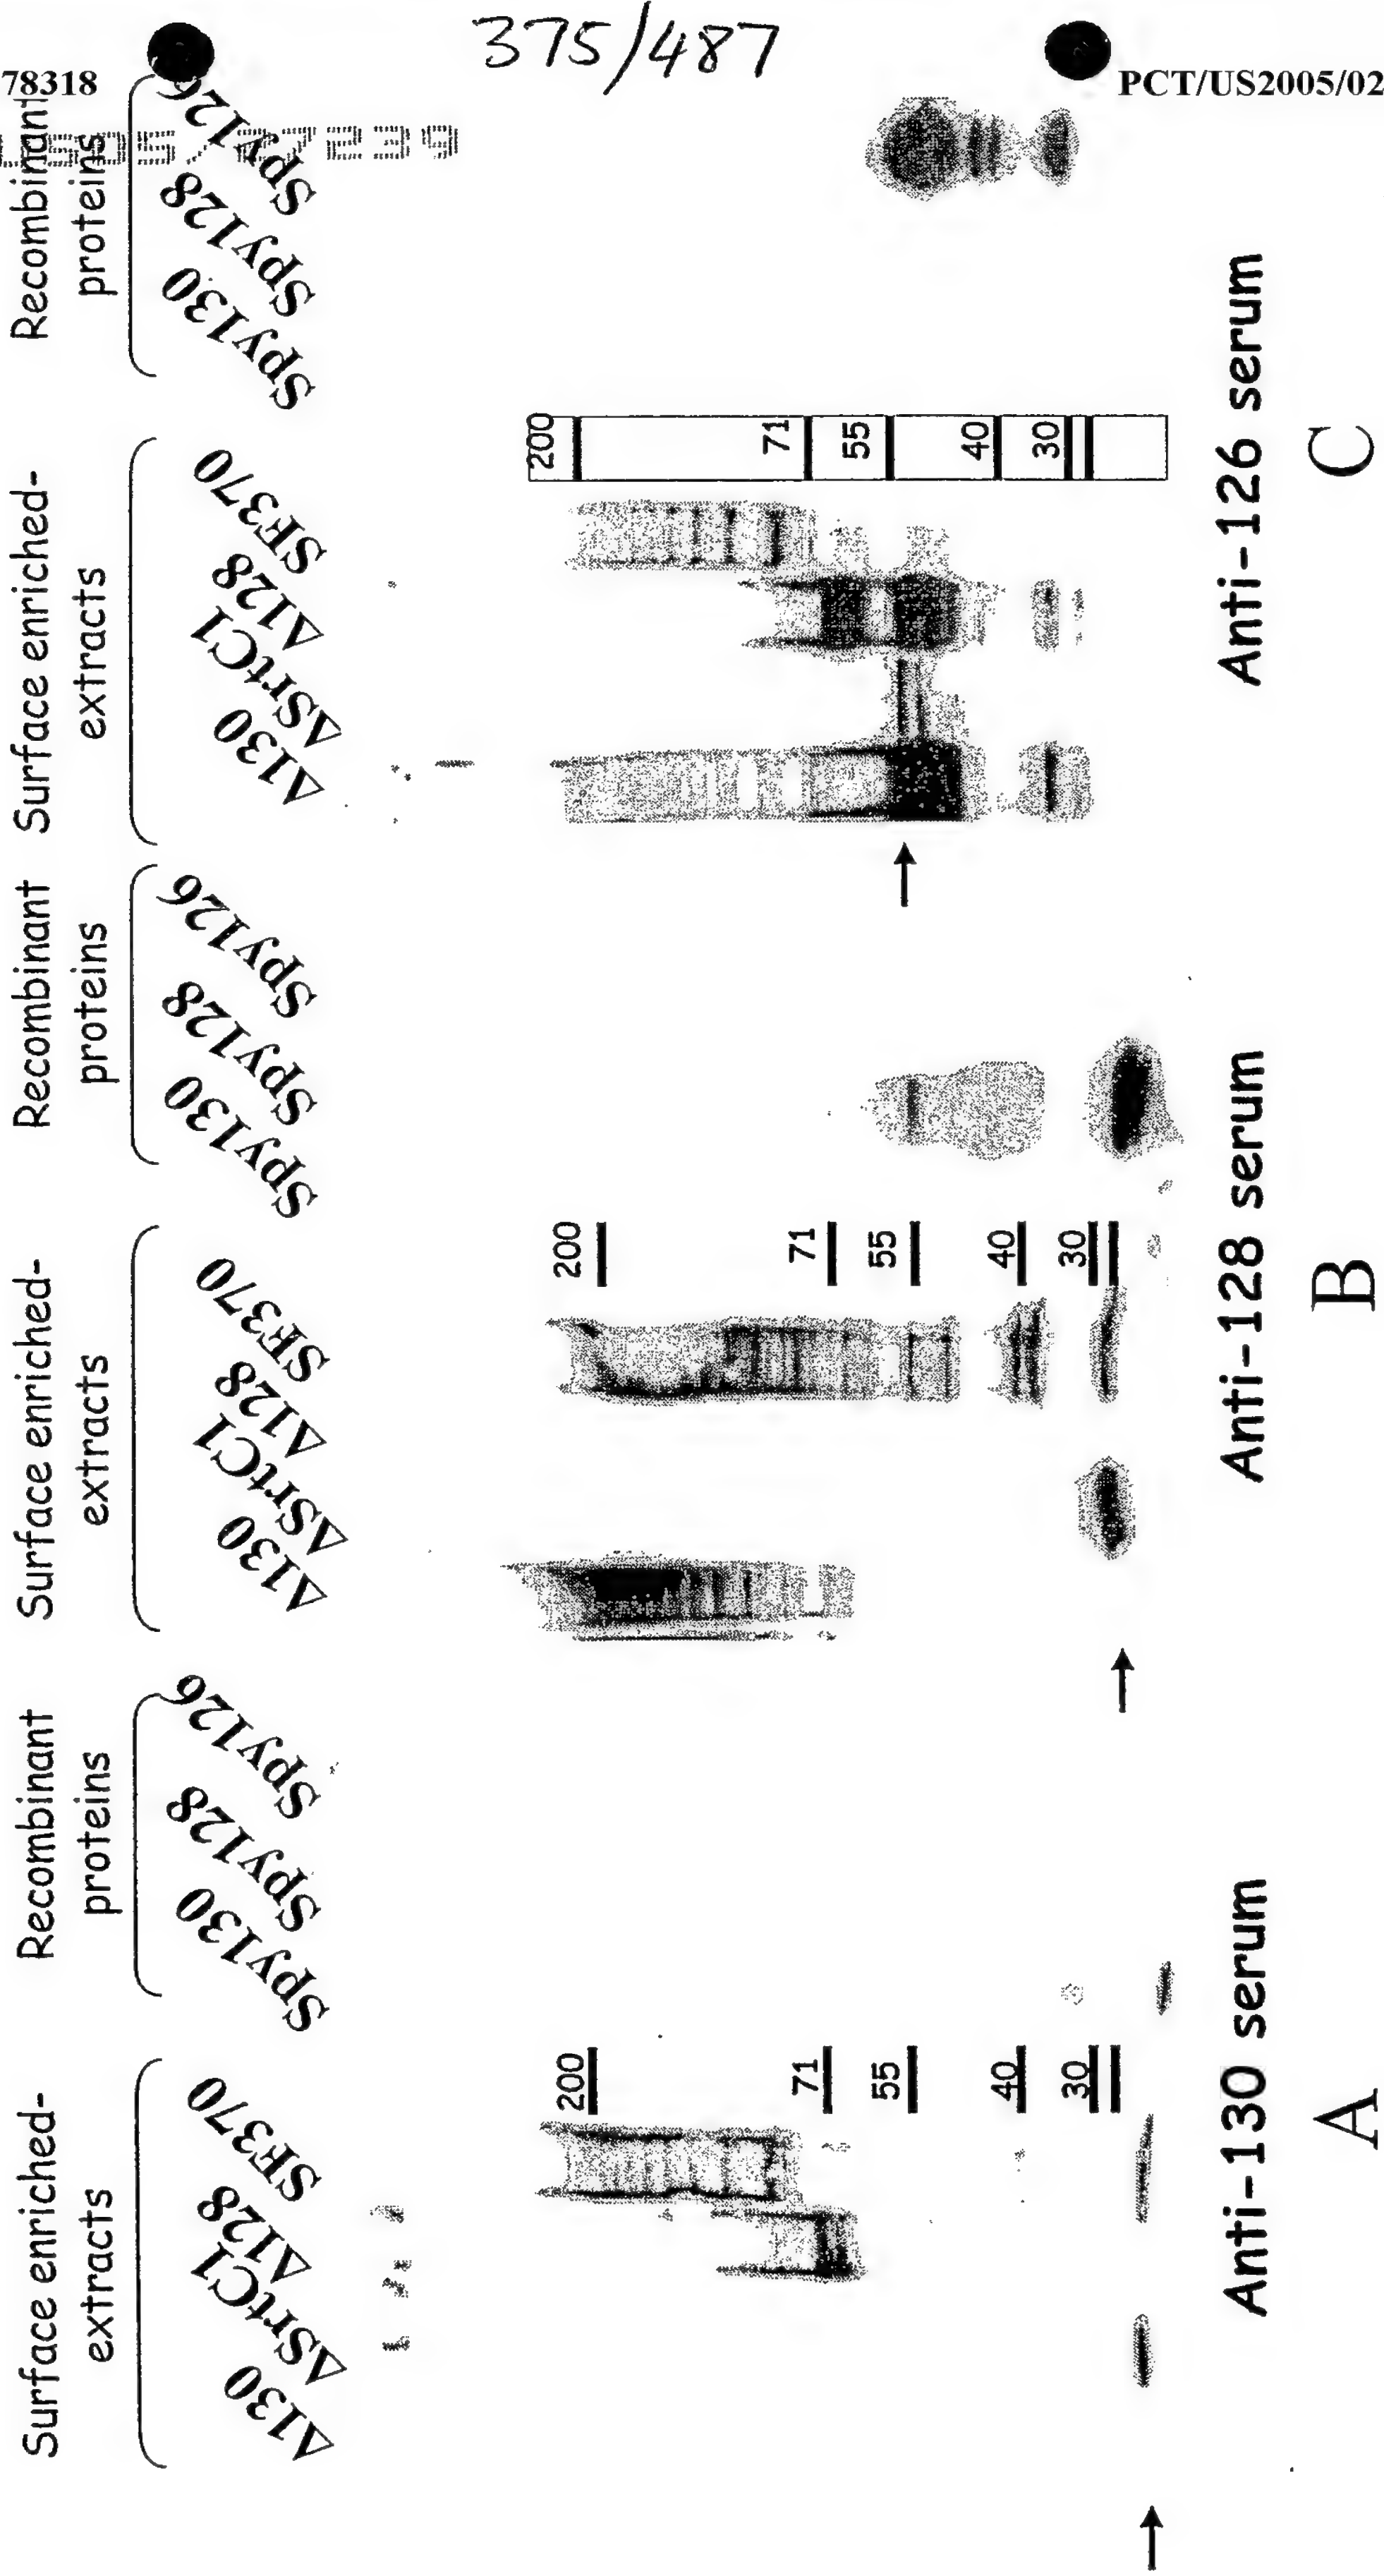 375/487
78318
PCT/US2005/02
Surface enriched-
extracts
Recombinant
proteins
Δ130
ΔSrtC1
Δ128
SF370
Spy130
Spy128
Spy126
200
71
55
40
30
Anti-130 serum
A
Surface enriched-
extracts
Recombinant
proteins
Δ130
ΔSrtC1
Δ128
SF370
Spy130
Spy128
Spy126
200
71
55
40
30
Anti-128 serum
B
Surface enriched-
extracts
Recombinant
proteins
Δ130
ΔSrtC1
Δ128
SF370
Spy130
Spy128
Spy126
200
71
55
40
30
Anti-126 serum
C